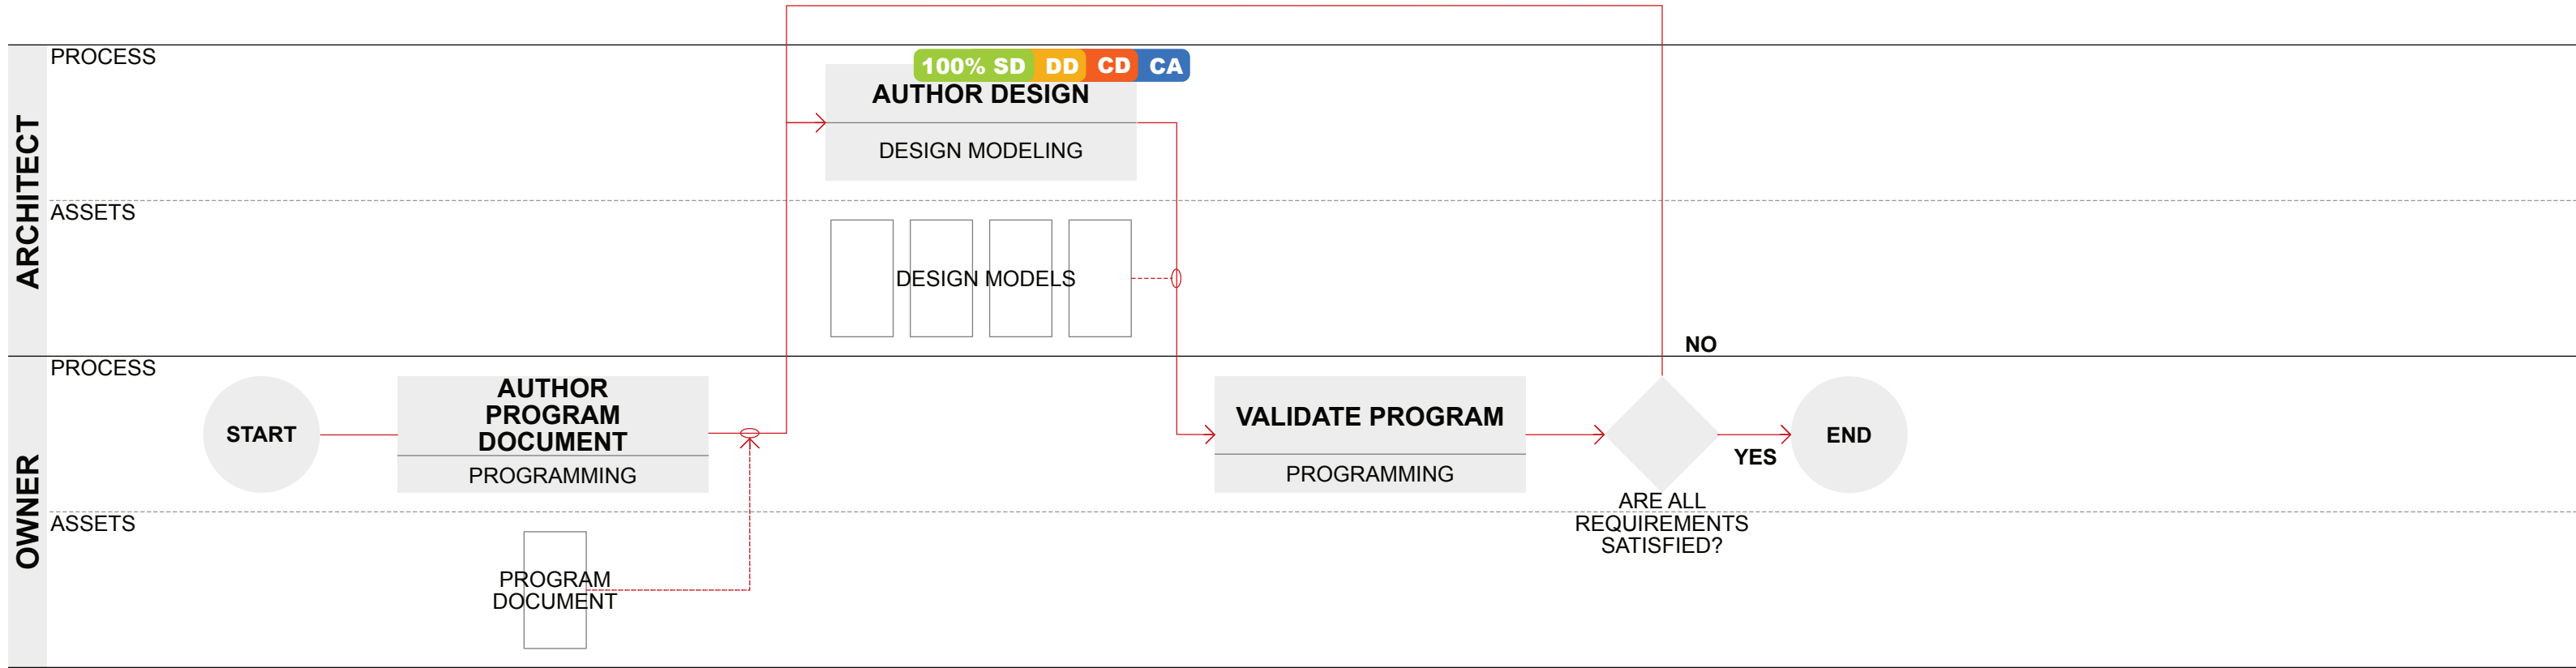 ARCHITECT
PROCESS
100% SD DD CD CA
AUTHOR DESIGN
DESIGN MODELING
ASSETS
DESIGN MODELS
OWNER
PROCESS
START
AUTHOR
PROGRAM
DOCUMENT
PROGRAMMING
VALIDATE PROGRAM
PROGRAMMING
NO
YES
END
ARE ALL
REQUIREMENTS
SATISFIED?
ASSETS
PROGRAM
DOCUMENT